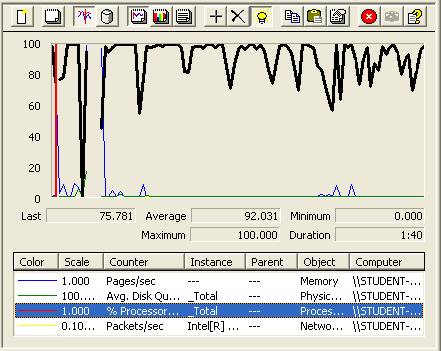 100
80
60
40
20
0
Last 75.781 Average 92.031 Minimum 0.000
Maximum 100.000 Duration 1:40
Color Scale Counter Instance Parent Object Computer
1.000 Pages/sec --- --- Memory \\STUDENT-...
100.... Avg. Disk Qu... _Total --- Physic... \\STUDENT-...
1.000 % Processor... _Total --- Proces... \\STUDENT-...
0.10... Packets/sec Intel[R] ... --- Netwo... \\STUDENT-...